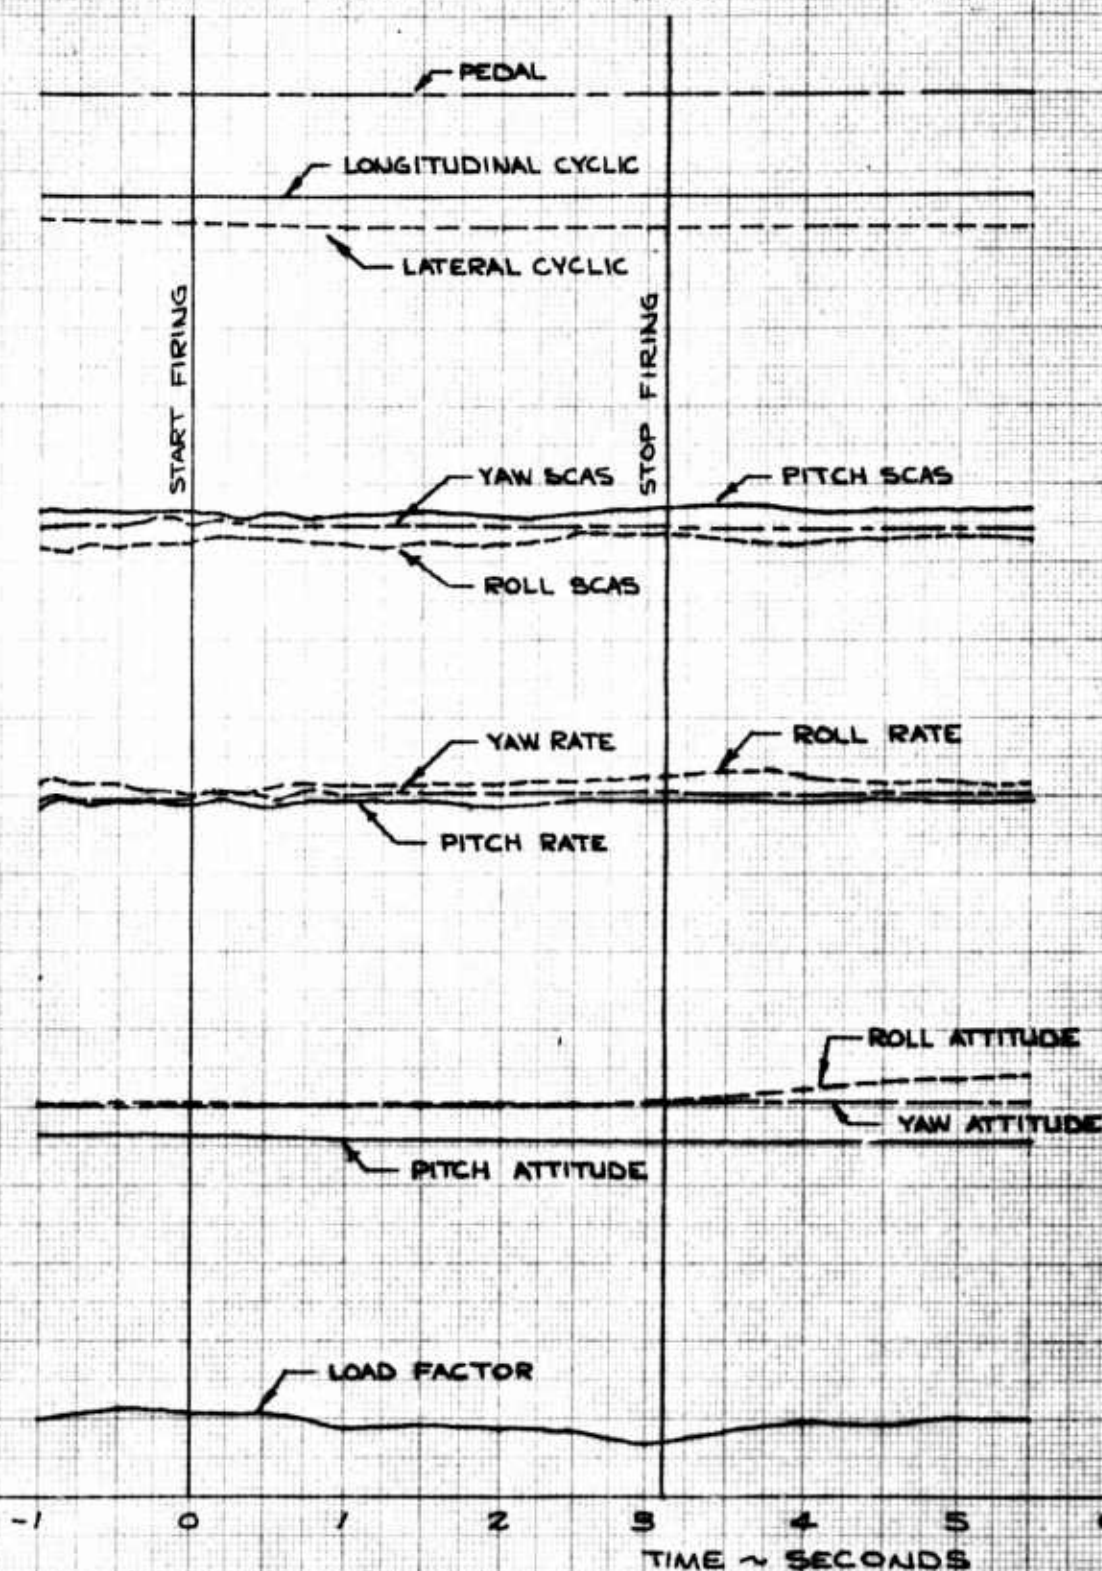 PEDAL
LONGITUDINAL CYCLIC
LATERAL CYCLIC
START FIRING
STOP FIRING
YAW SCAS
PITCH SCAS
ROLL SCAS
YAW RATE
ROLL RATE
PITCH RATE
ROLL ATTITUDE
YAW ATTITUDE
PITCH ATTITUDE
LOAD FACTOR
-1 0 1 2 3 4 5
TIME ~ SECONDS